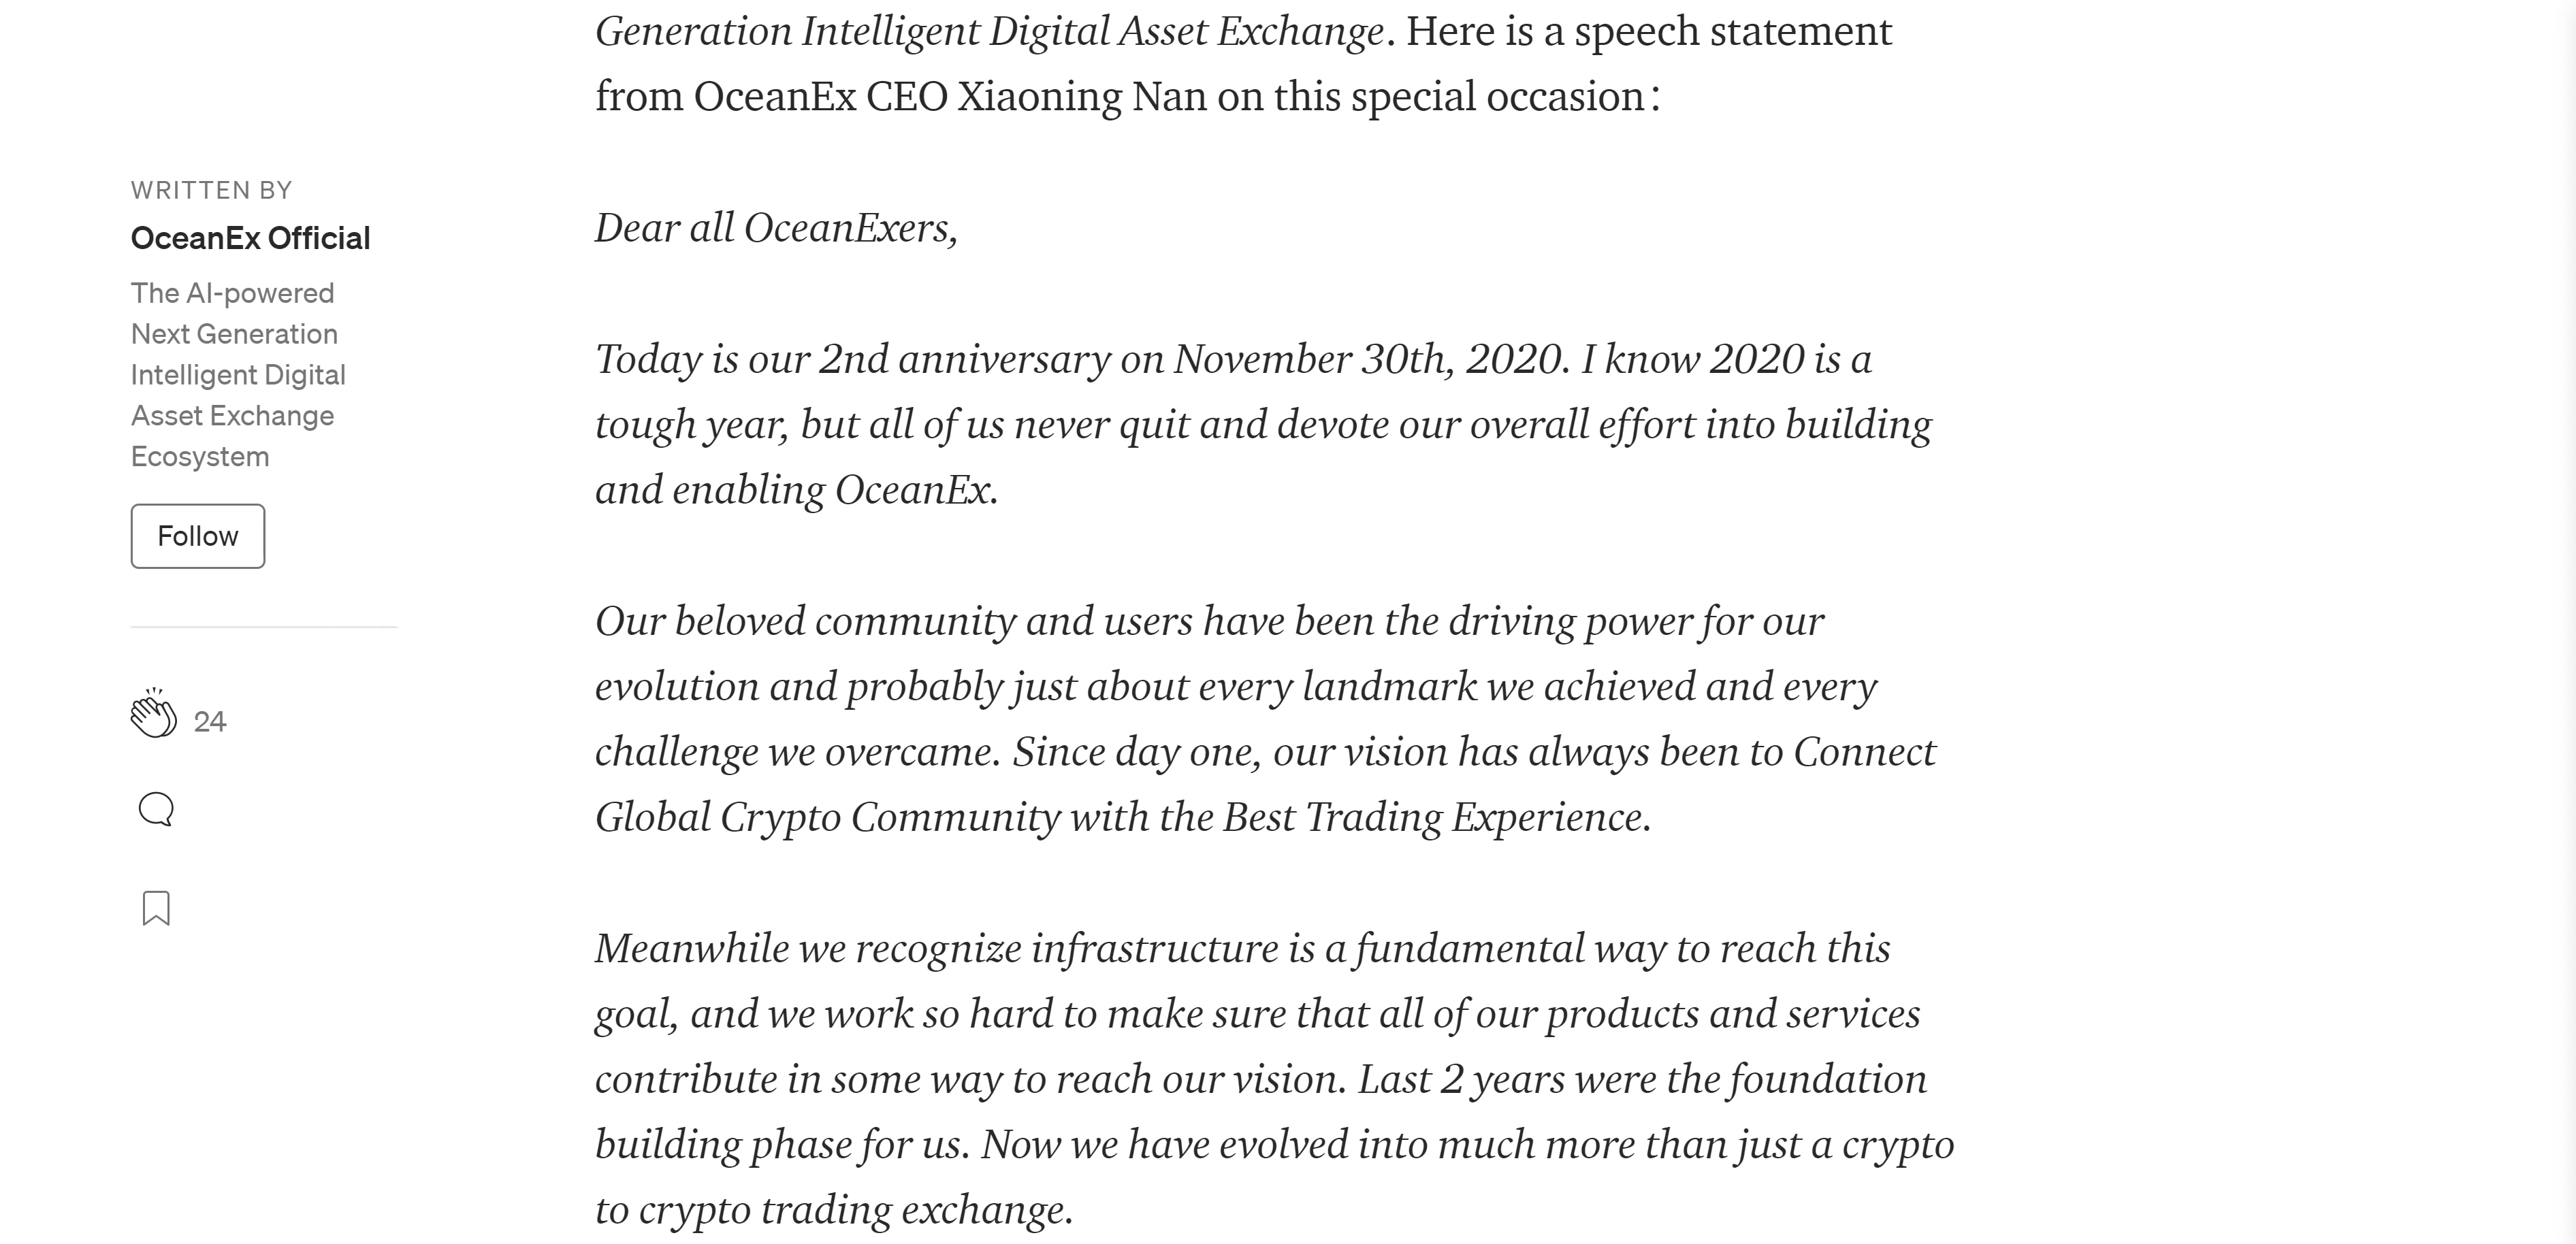 Generation Intelligent Digital Asset Exchange. Here is a speech statement
from OceanEx CEO Xiaoning Nan on this special occasion:
WRITTEN BY
OceanEx Official
The AI-powered
Next Generation
Intelligent Digital
Asset Exchange
Ecosystem
Follow
24
Dear all OceanExers,
Today is our 2nd anniversary on November 30th, 2020. I know 2020 is a
tough year, but all of us never quit and devote our overall effort into building
and enabling OceanEx.
Our beloved community and users have been the driving power for our
evolution and probably just about every landmark we achieved and every
challenge we overcame. Since day one, our vision has always been to Connect
Global Crypto Community with the Best Trading Experience.
Meanwhile we recognize infrastructure is a fundamental way to reach this
goal, and we work so hard to make sure that all of our products and services
contribute in some way to reach our vision. Last 2 years were the foundation
building phase for us. Now we have evolved into much more than just a crypto
to crypto trading exchange.